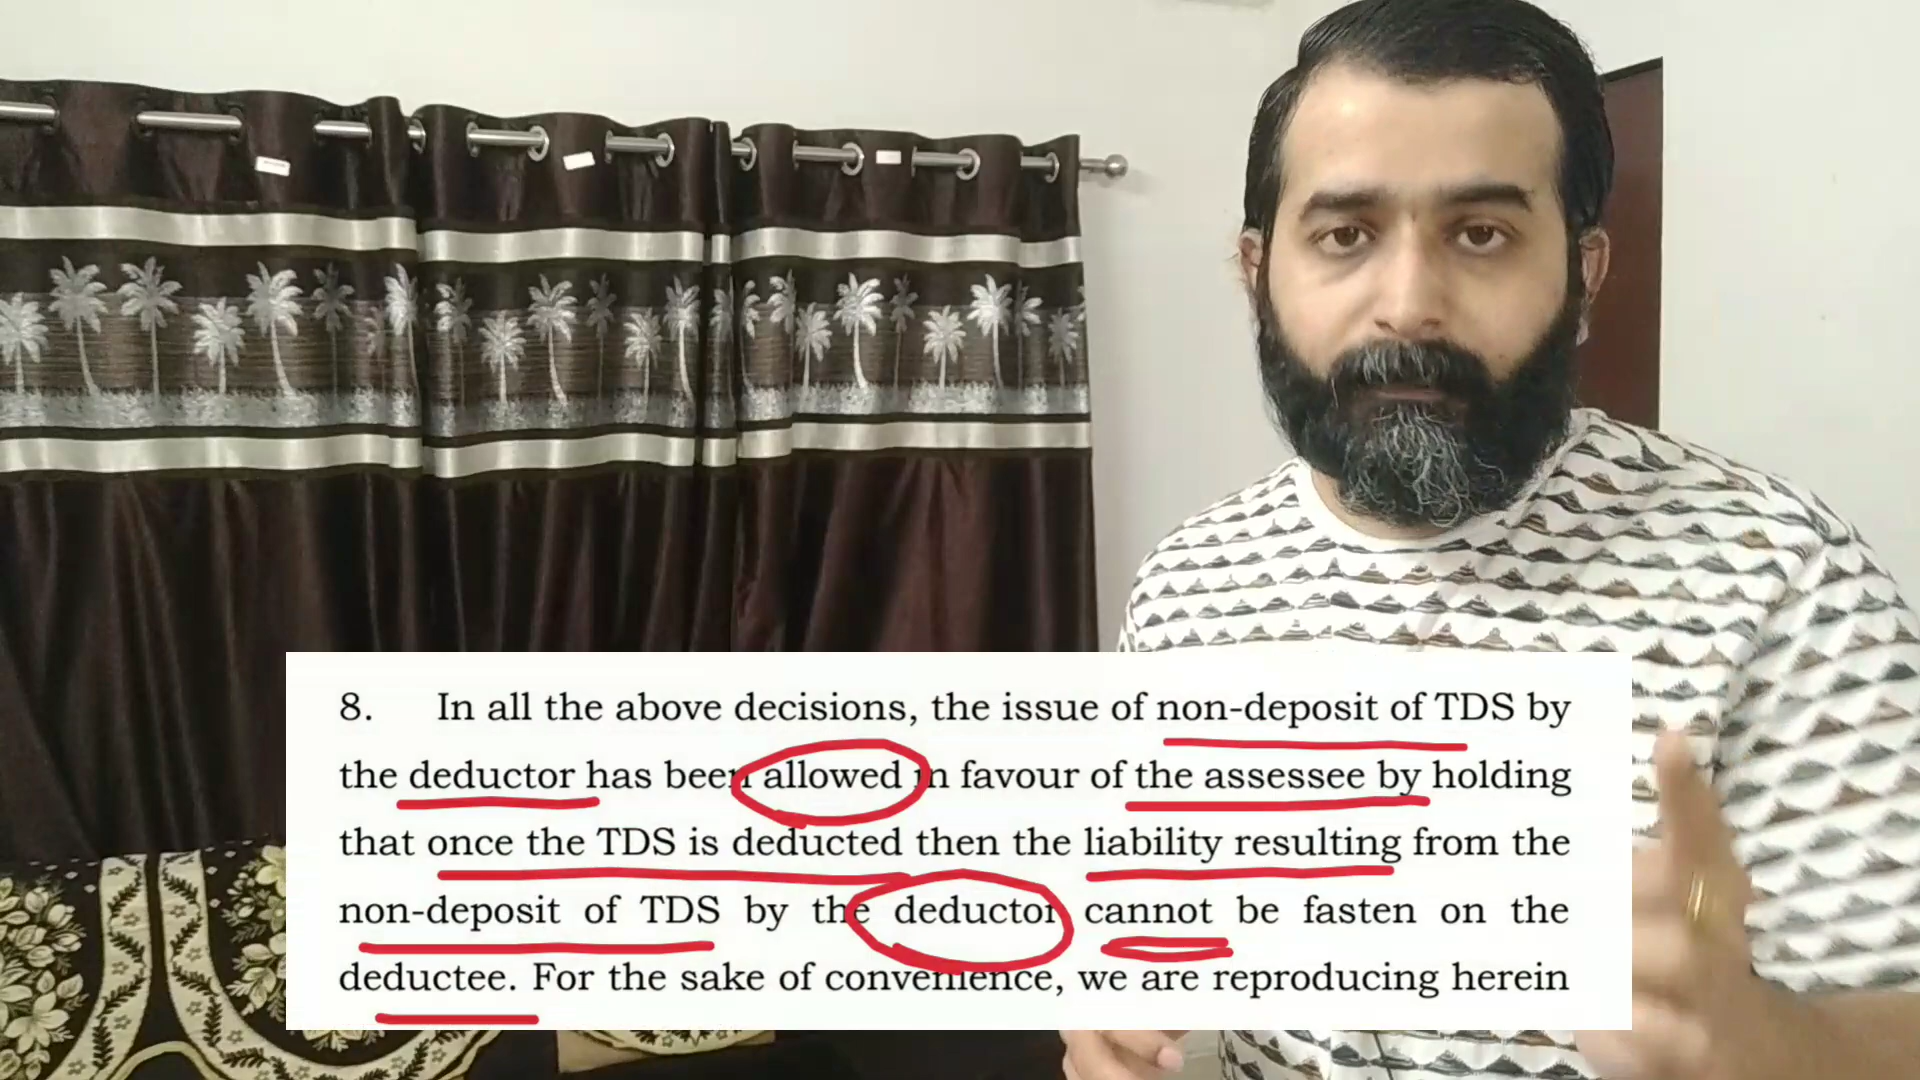 8. In all the above decisions, the issue of non-deposit of TDS by
the deductor has been allowed in favour of the assessee by holding
that once the TDS is deducted then the liability resulting from the
non-deposit of TDS by the deductor cannot be fasten on the
deductee. For the sake of convenience, we are reproducing herein